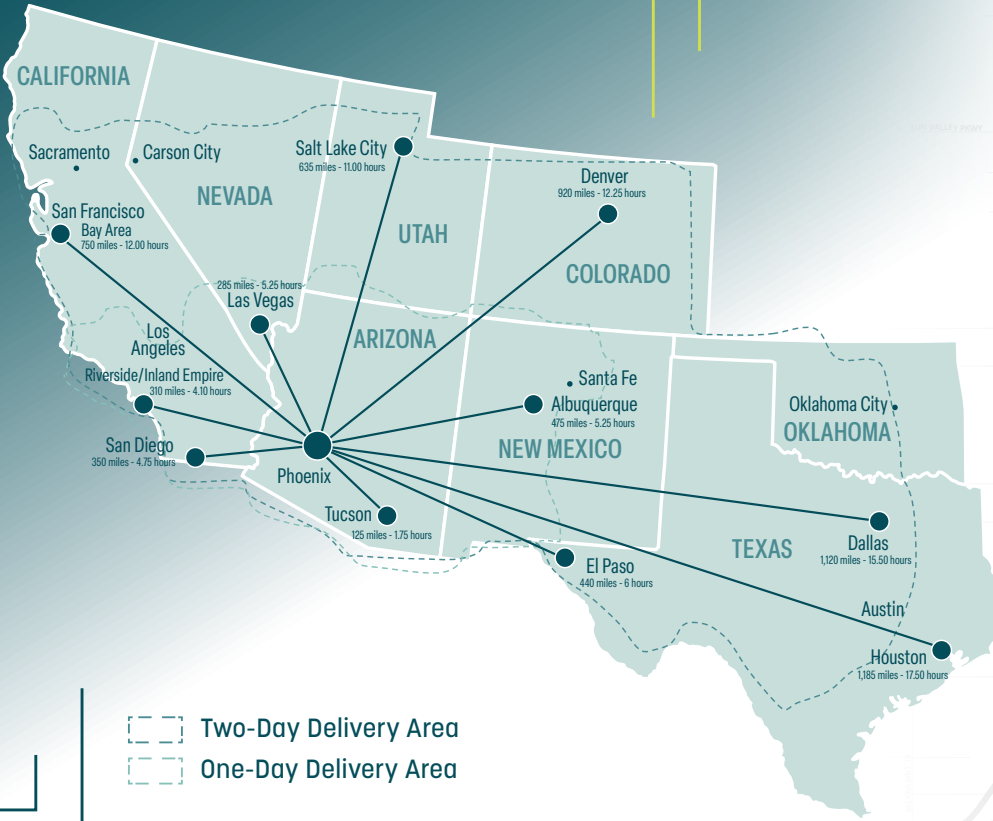 CALIFORNIA
Sacramento
Carson City
NEVADA
Salt Lake City
635 miles - 11.00 hours
UTAH
Denver
920 miles - 12.25 hours
COLORADO
San Francisco
Bay Area
750 miles - 12.00 hours
285 miles - 5.25 hours
Las Vegas
ARIZONA
Los
Angeles
Riverside/Inland Empire
310 miles - 4.10 hours
San Diego
350 miles - 4.75 hours
Phoenix
Tucson
125 miles - 1.75 hours
Santa Fe
Albuquerque
475 miles - 5.25 hours
NEW MEXICO
Oklahoma City
OKLAHOMA
El Paso
440 miles - 6 hours
TEXAS
Dallas
1,120 miles - 15.50 hours
Austin
Houston
1,185 miles - 17.50 hours
Two-Day Delivery Area
One-Day Delivery Area